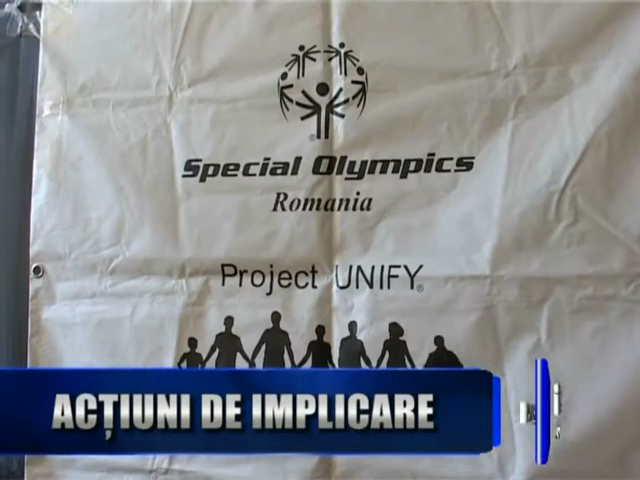 Special Olympics
Romania
Project UNIFY®
ACȚIUNI DE IMPLICARE